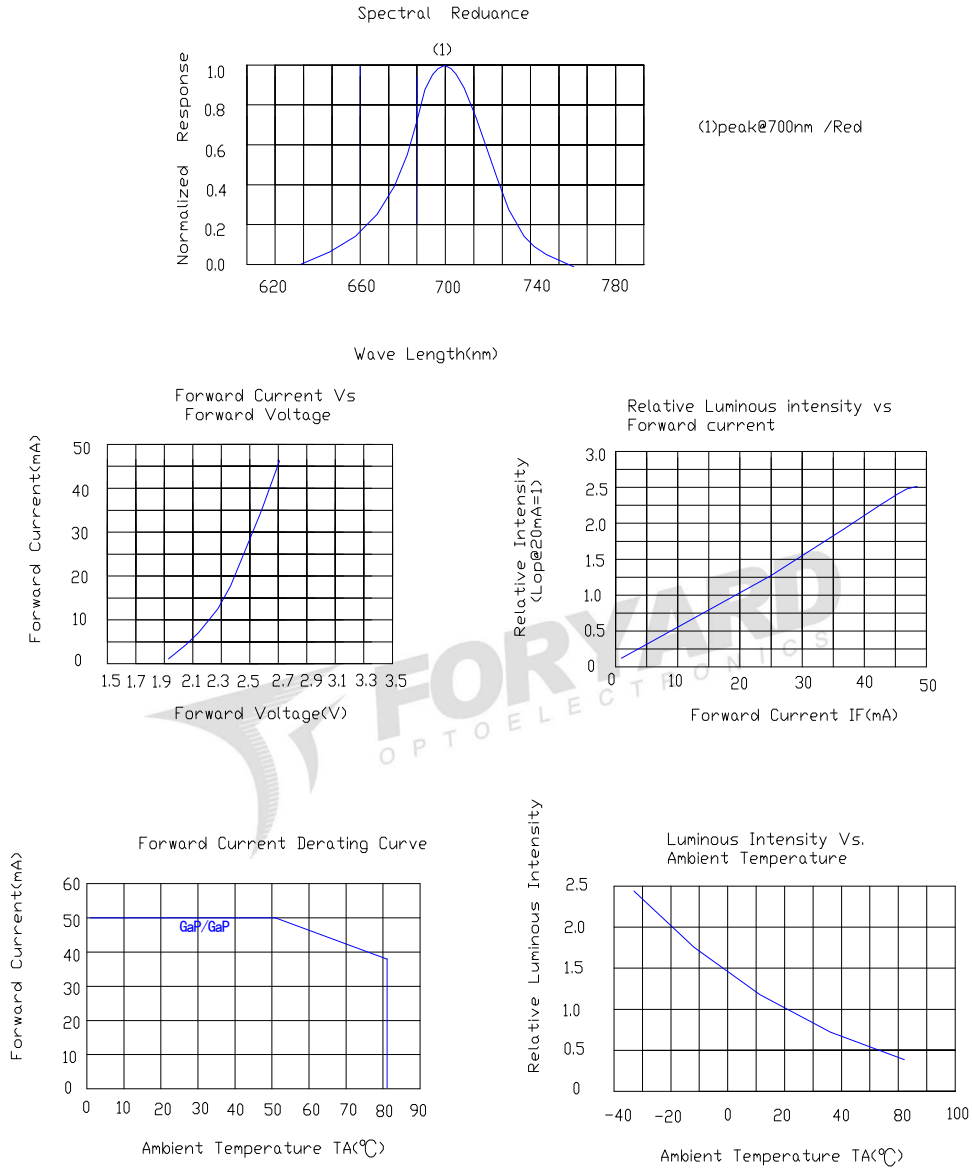 Spectral Reduance
(1)
Normalized Response
1.0
0.8
0.6
0.4
0.2
0.0
620 660 700 740 780
Wave Length(nm)
(1)peak@700nm /Red
Forward Current Vs
Forward Voltage
Forward Current(mA)
50
40
30
20
10
0
1.5 1.7 1.9 2.1 2.3 2.5 2.7 2.9 3.1 3.3 3.5
Forward Voltage(V)
Relative Luminous intensity vs
Forward current
Relative Intensity
(Lop@20mA=1)
3.0
2.5
2.0
1.5
1.0
0.5
0
0 10 20 30 40 50
Forward Current IF(mA)
FORYARD
OPTOELECTRONICS
Forward Current Derating Curve
Forward Current(mA)
60
50
40
30
20
10
0
GaP/GaP
0 10 20 30 40 50 60 70 80 90
Ambient Temperature TA(℃)
Luminous Intensity Vs.
Ambient Temperature
Relative Luminous Intensity
2.5
2.0
1.5
1.0
0.5
0
-40 -20 0 20 40 60 80 100
Ambient Temperature TA(℃)